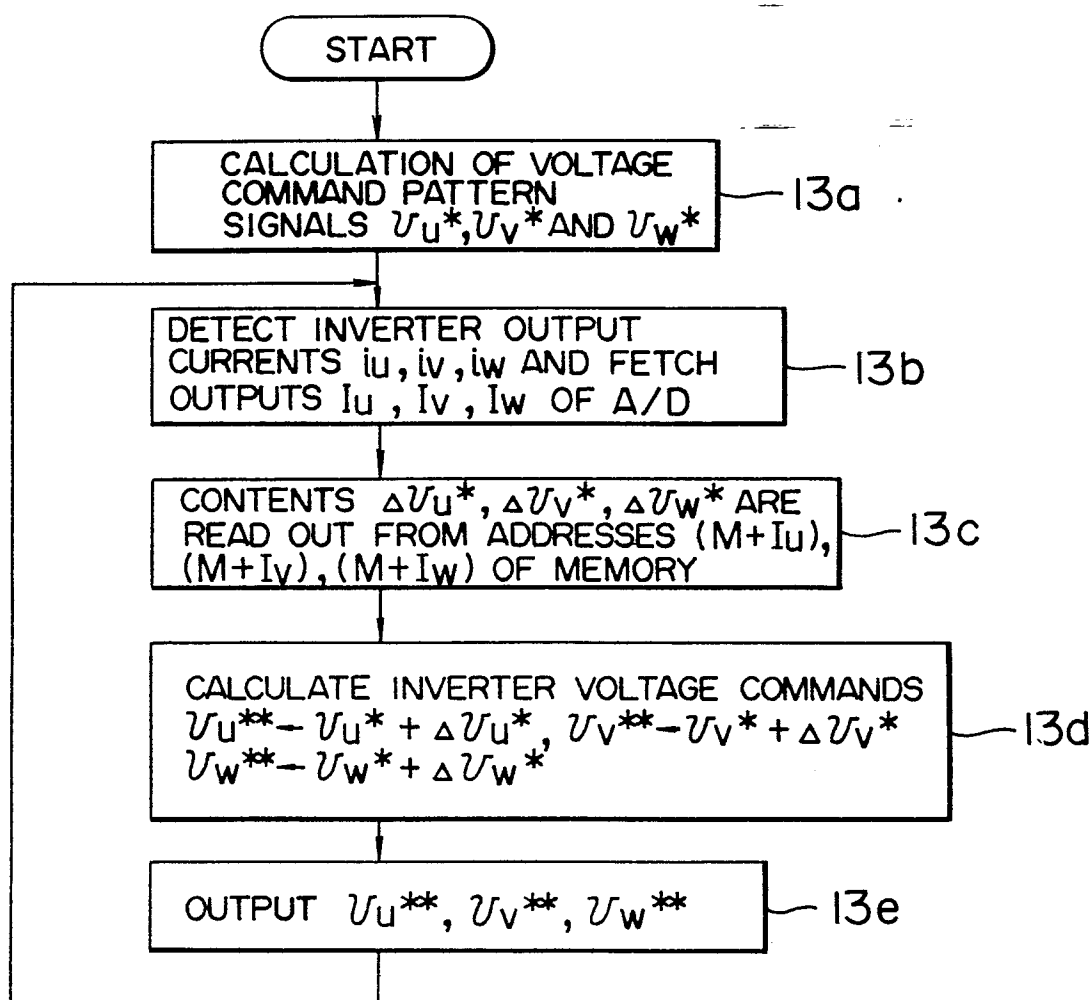 START
CALCULATION OF VOLTAGE
COMMAND PATTERN
SIGNALS Vu*, Vv* AND Vw*
13a
DETECT INVERTER OUTPUT
CURRENTS iu, iv, iw AND FETCH
OUTPUTS Iu, Iv, Iw OF A/D
13b
CONTENTS ΔVu*, ΔVv*, ΔVw* ARE
READ OUT FROM ADDRESSES (M+Iu),
(M+Iv), (M+Iw) OF MEMORY
13c
CALCULATE INVERTER VOLTAGE COMMANDS
Vu** ← Vu* + ΔVu*, Vv** ← Vv* + ΔVv*
Vw** ← Vw* + ΔVw*
13d
OUTPUT Vu**, Vv**, Vw**
13e